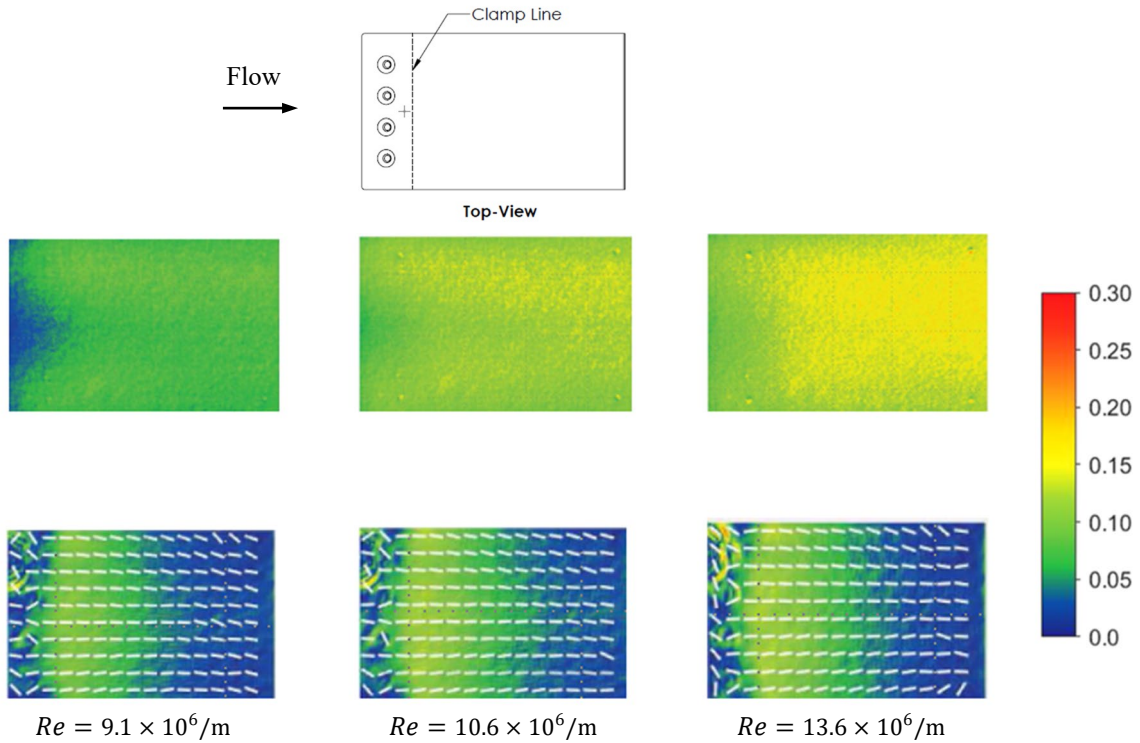 Clamp Line
Flow
Top-View
0.30
0.25
0.20
0.15
0.10
0.05
0.0
Re = 9.1 × 10⁶/m
Re = 10.6 × 10⁶/m
Re = 13.6 × 10⁶/m